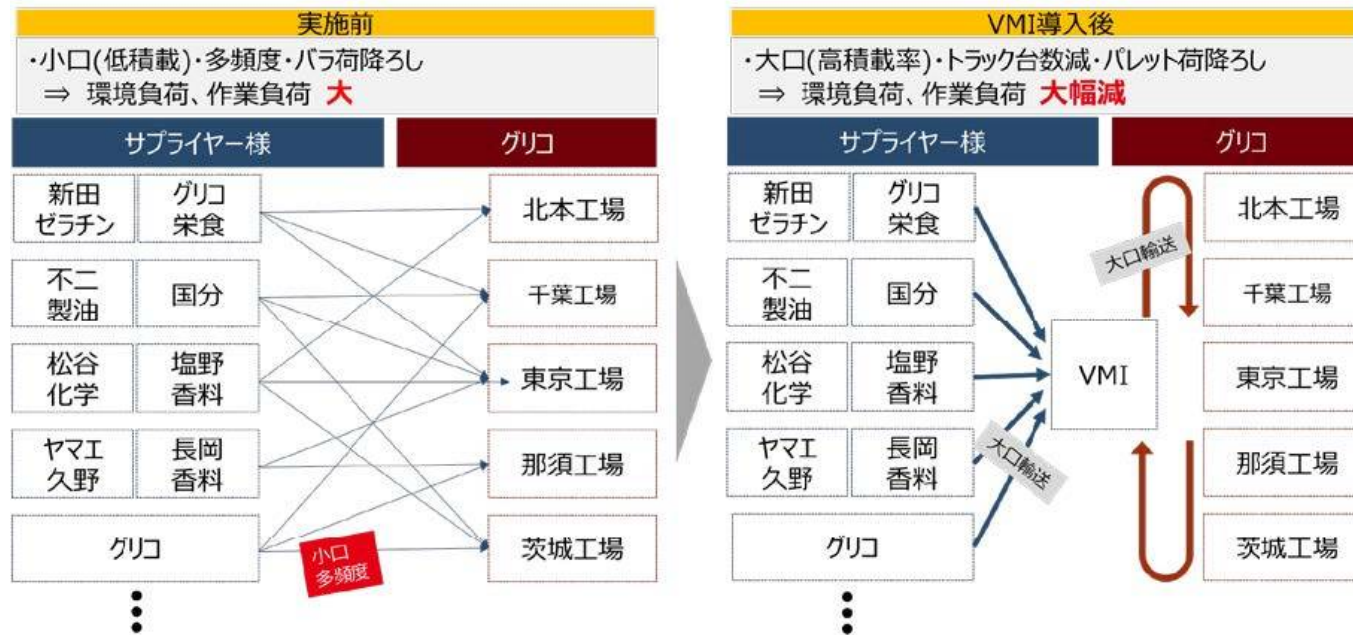 実施前
・小口(低積載)・多頻度・バラ荷降ろし
⇒ 環境負荷、作業負荷 大
サプライヤー様
グリコ
新田
ゼラチン
グリコ
栄食
不二
製油
国分
松谷
化学
塩野
香料
ヤマエ
久野
長岡
香料
グリコ
小口
多頻度
北本工場
千葉工場
東京工場
那須工場
茨城工場
VMI導入後
・大口(高積載率)・トラック台数減・パレット荷降ろし
⇒ 環境負荷、作業負荷 大幅減
サプライヤー様
グリコ
新田
ゼラチン
グリコ
栄食
不二
製油
国分
松谷
化学
塩野
香料
ヤマエ
久野
長岡
香料
グリコ
大口輸送
VMI
大口輸送
北本工場
千葉工場
東京工場
那須工場
茨城工場